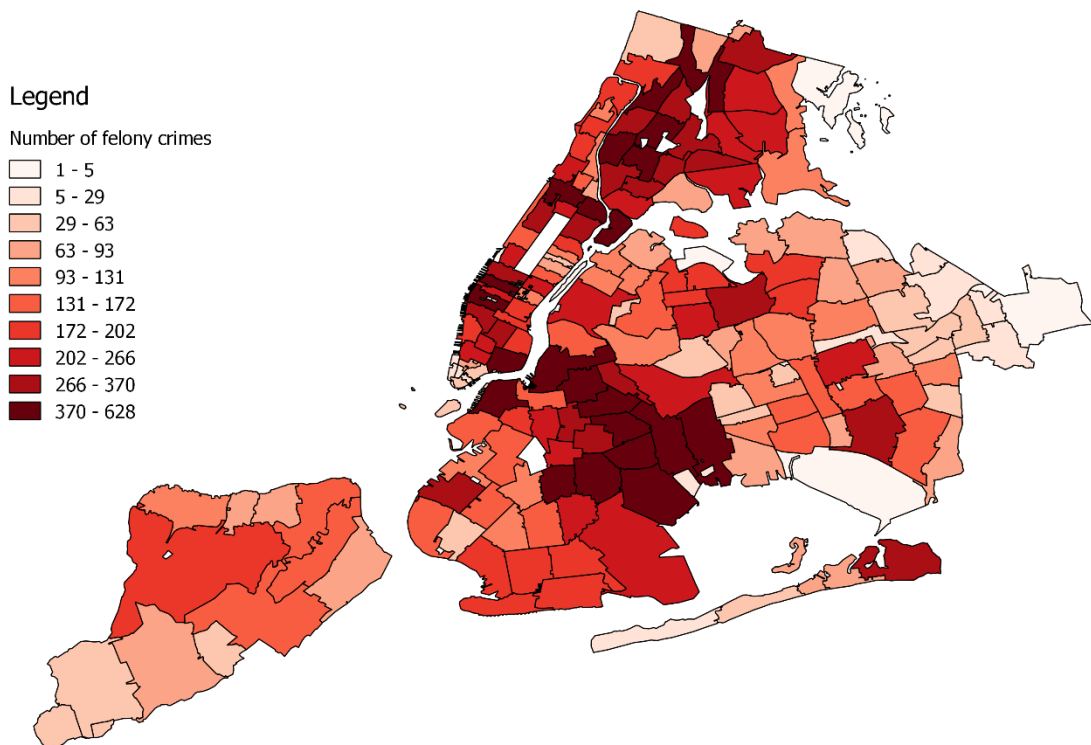 Legend
Number of felony crimes
1 - 5
5 - 29
29 - 63
63 - 93
93 - 131
131 - 172
172 - 202
202 - 266
266 - 370
370 - 628